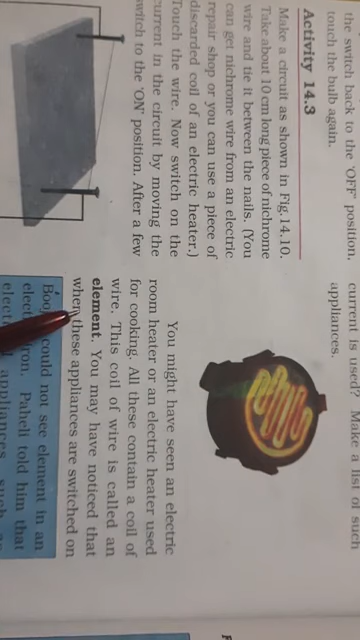 the switch back to the 'OFF' position,
touch the bulb again.
Activity 14.3
Make a circuit as shown in Fig.14.10.
Take about 10 cm long piece of nichrome
wire and tie it between the nails. (You
can get nichrome wire from an electric
repair shop or you can use a piece of
discarded coil of an electric heater.)
Touch the wire. Now switch on the
current in the circuit by moving the
switch to the 'ON' position. After a few
current is used? Make a list of such
appliances.
You might have seen an electric
room heater or an electric heater used
for cooking. All these contain a coil of
wire. This coil of wire is called an
element. You may have noticed that
when these appliances are switched on
could not see element in an
Paheli told him that
appliances such as